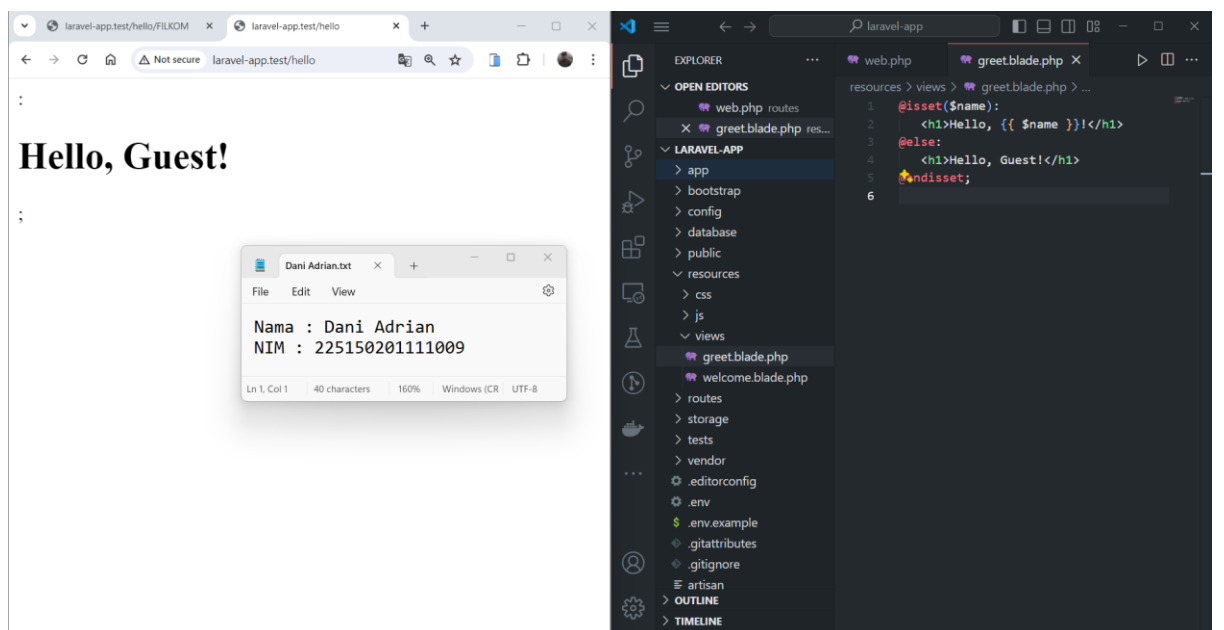 laravel-app.test/hello/FILKOM
laravel-app.test/hello
Not secure
laravel-app.test/hello
:
Hello, Guest!
;
Dani Adrian.txt
File Edit View
Nama : Dani Adrian
NIM : 225150201111009
Ln 1, Col 1 40 characters 160% Windows (CR UTF-8
laravel-app
EXPLORER ...
OPEN EDITORS
web.php routes
greet.blade.php res...
LARAVEL-APP
app
bootstrap
config
database
public
resources
css
js
views
greet.blade.php
welcome.blade.php
routes
storage
tests
vendor
.editorconfig
.env
$ .env.example
.gitattributes
.gitignore
artisan
OUTLINE
TIMELINE
web.php
greet.blade.php
resources > views > greet.blade.php > ...
1 @isset($name):
2 <h1>Hello, {{ $name }}!</h1>
3 @else:
4 <h1>Hello, Guest!</h1>
5 @endisset;
6